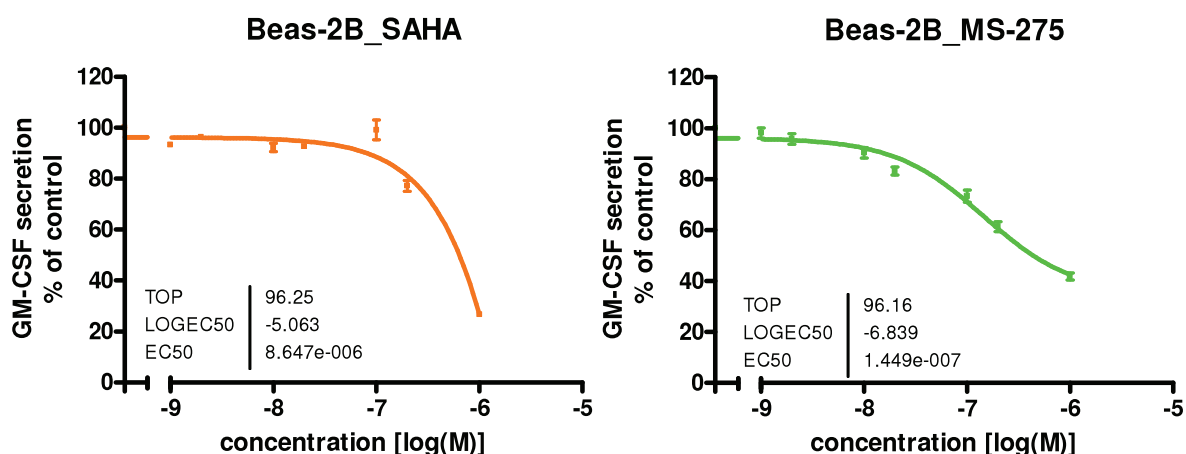 Beas-2B_SAHA
120
100
80
60
40
20
0
GM-CSF secretion
% of control
TOP 96.25
LOGEC50 -5.063
EC50 8.647e-006
-9 -8 -7 -6 -5
concentration [log(M)]
Beas-2B_MS-275
120
100
80
60
40
20
0
GM-CSF secretion
% of control
TOP 96.16
LOGEC50 -6.839
EC50 1.449e-007
-9 -8 -7 -6 -5
concentration [log(M)]